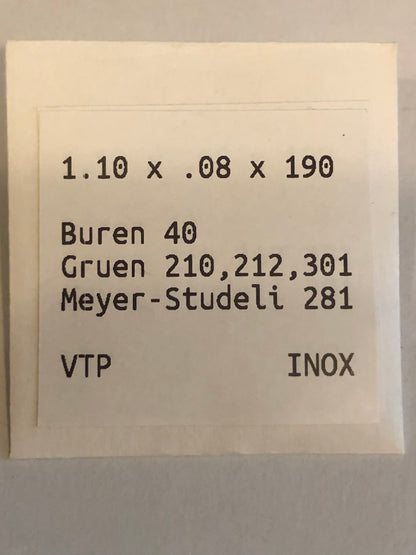 1.10 x .08 x 190
Buren 40
Gruen 210,212,301
Meyer-Studeli 281
VTP INOX